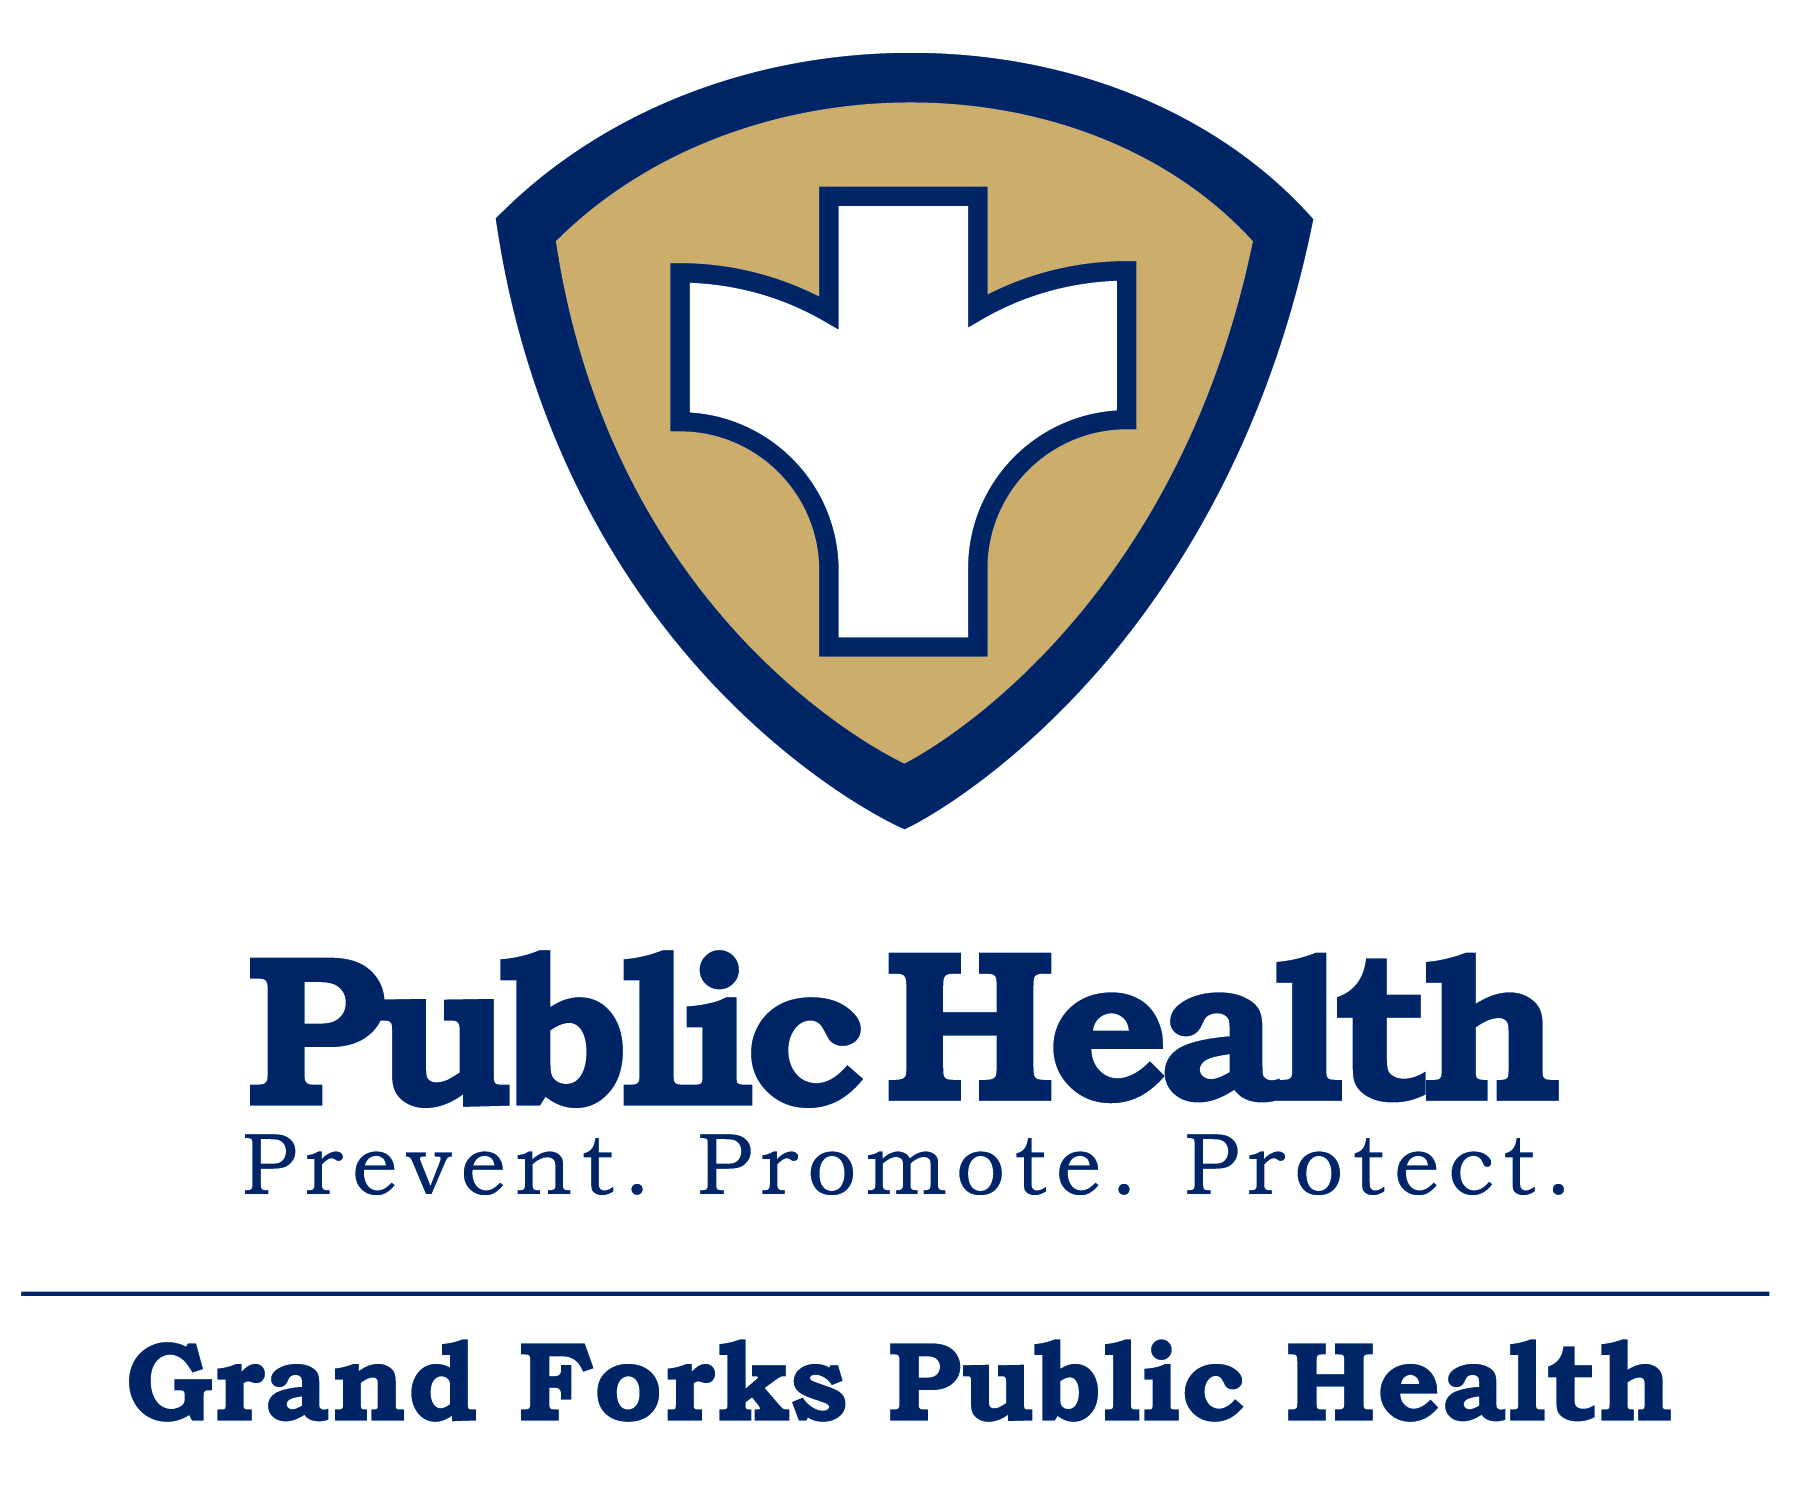 Public Health
Prevent. Promote. Protect.
Grand Forks Public Health